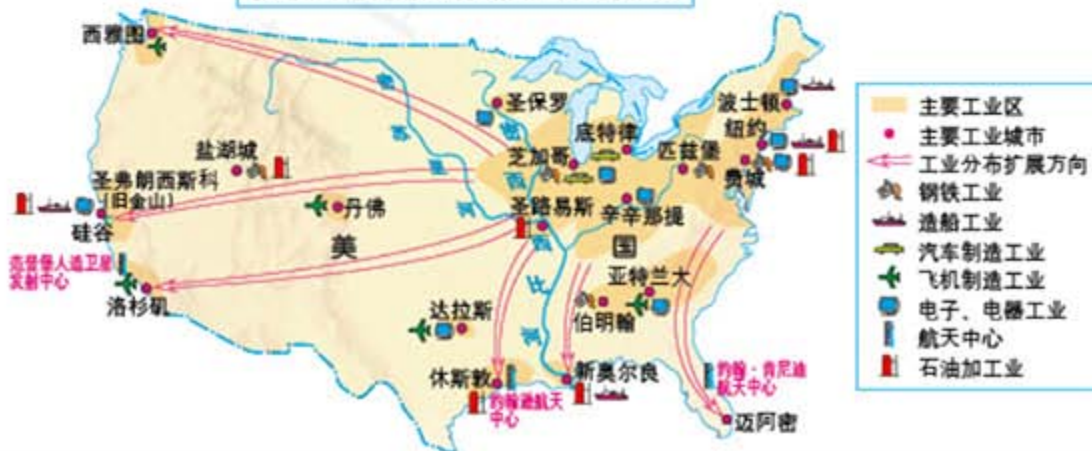 西雅图
圣保罗
波士顿
底特律
纽约
芝加哥
匹兹堡
费城
盐湖城
圣弗朗西斯科
(旧金山)
硅谷
丹佛
圣路易斯
辛辛那提
美
国
洛杉矶
亚特兰大
达拉斯
伯明翰
休斯敦
约翰逊航天
中心
新奥尔良
约翰·肯尼迪
航天中心
迈阿密
人造卫星
发射中心
密
西
西
比
河
主要工业区
主要工业城市
工业分布扩展方向
钢铁工业
造船工业
汽车制造工业
飞机制造工业
电子、电器工业
航天中心
石油加工业